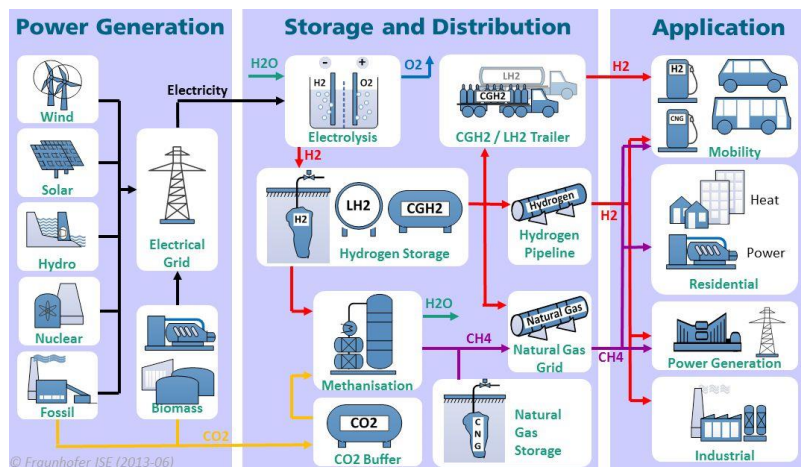 Power Generation
Wind
Solar
Hydro
Nuclear
Fossil
Electrical
Grid
Biomass
Electricity
CO2
© Fraunhofer ISE (2013-06)
Storage and Distribution
H2O
-
+
O2
H2
O2
Electrolysis
H2
LH2
CGH2
CGH2 / LH2 Trailer
H2
LH2
CGH2
Hydrogen Storage
Hydrogen
Hydrogen
Pipeline
H2O
Methanisation
CH4
Natural Gas
Natural Gas
Grid
CO2
CO2 Buffer
C
N
G
Natural
Gas
Storage
Application
H2
H2
CNG
Mobility
H2
Heat
Power
Residential
CH4
Power Generation
Industrial